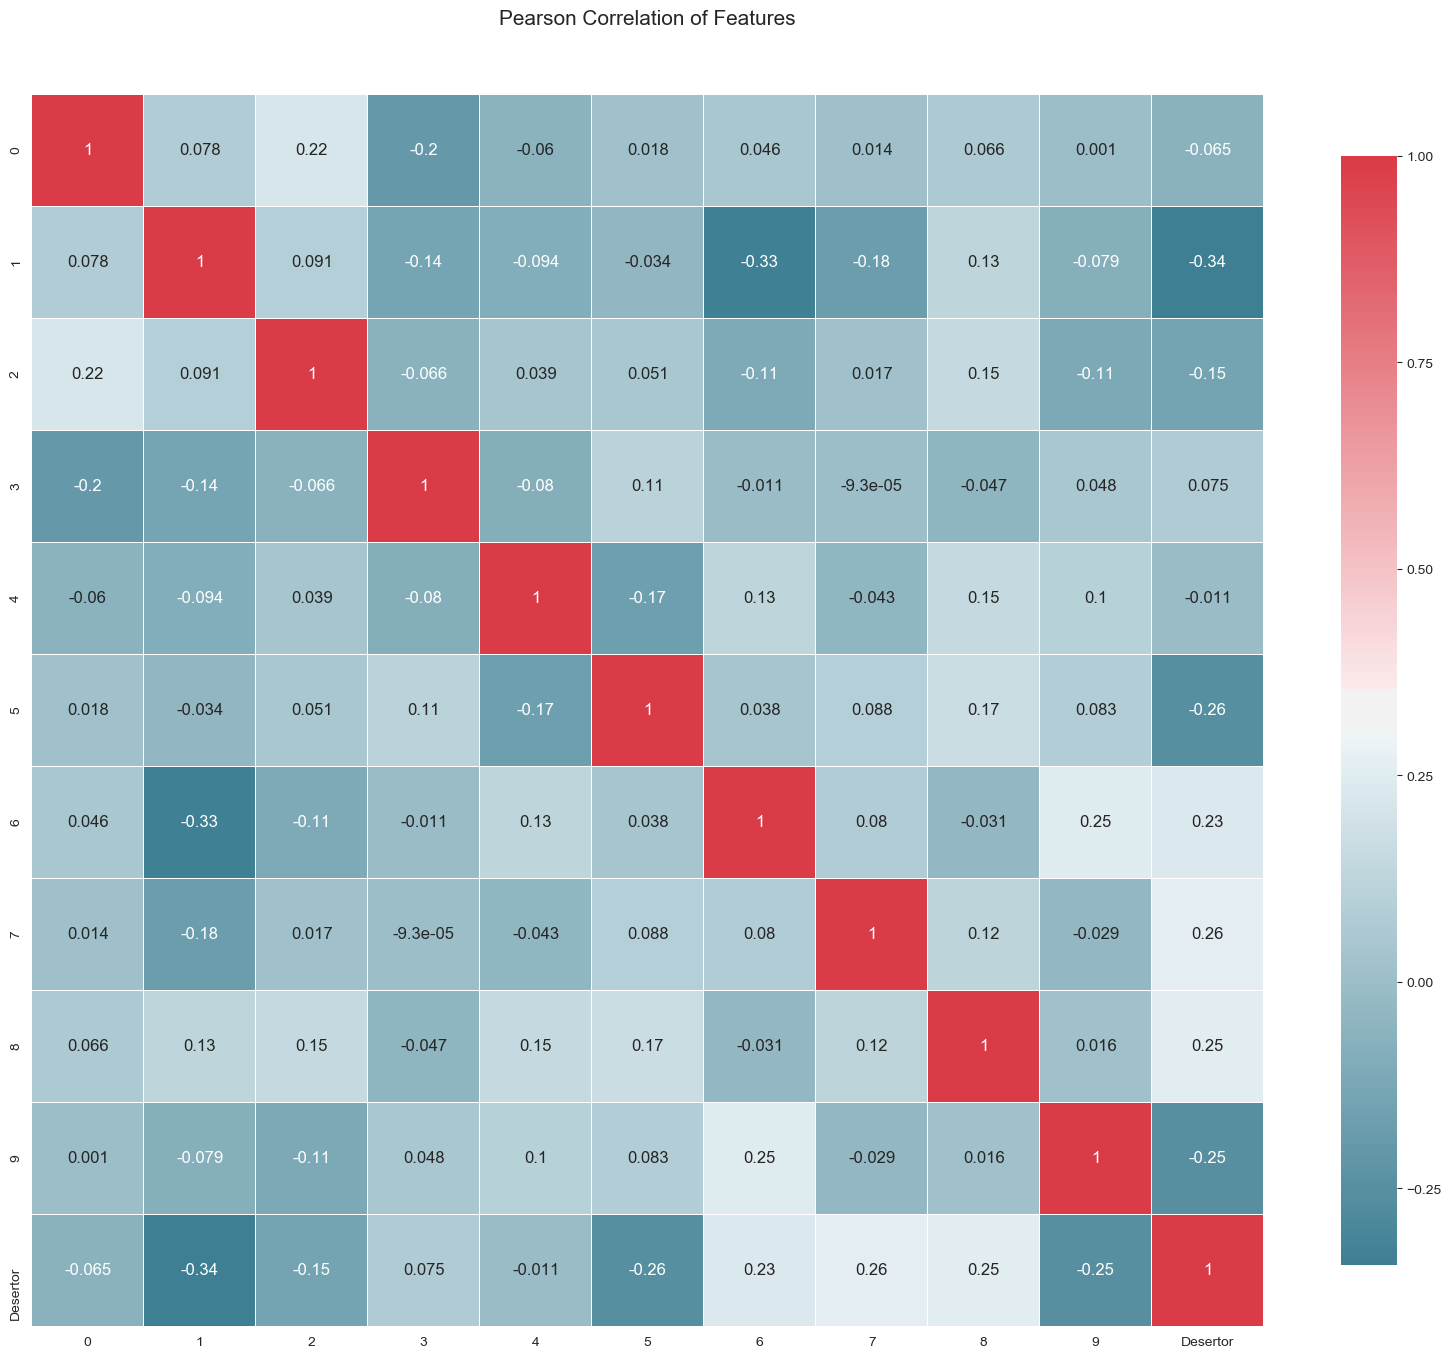 Pearson Correlation of Features
0 1 0.078 0.22 -0.2 -0.06 0.018 0.046 0.014 0.066 0.001 -0.065
1 0.078 1 0.091 -0.14 -0.094 -0.034 -0.33 -0.18 0.13 -0.079 -0.34
2 0.22 0.091 1 -0.066 0.039 0.051 -0.11 0.017 0.15 -0.11 -0.15
3 -0.2 -0.14 -0.066 1 -0.08 0.11 -0.011 -9.3e-05 -0.047 0.048 0.075
4 -0.06 -0.094 0.039 -0.08 1 -0.17 0.13 -0.043 0.15 0.1 -0.011
5 0.018 -0.034 0.051 0.11 -0.17 1 0.038 0.088 0.17 0.083 -0.26
6 0.046 -0.33 -0.11 -0.011 0.13 0.038 1 0.08 -0.031 0.25 0.23
7 0.014 -0.18 0.017 -9.3e-05 -0.043 0.088 0.08 1 0.12 -0.029 0.26
8 0.066 0.13 0.15 -0.047 0.15 0.17 -0.031 0.12 1 0.016 0.25
9 0.001 -0.079 -0.11 0.048 0.1 0.083 0.25 -0.029 0.016 1 -0.25
Desertor -0.065 -0.34 -0.15 0.075 -0.011 -0.26 0.23 0.26 0.25 -0.25 1
0 1 2 3 4 5 6 7 8 9 Desertor
1.00
0.75
0.50
0.25
0.00
−0.25